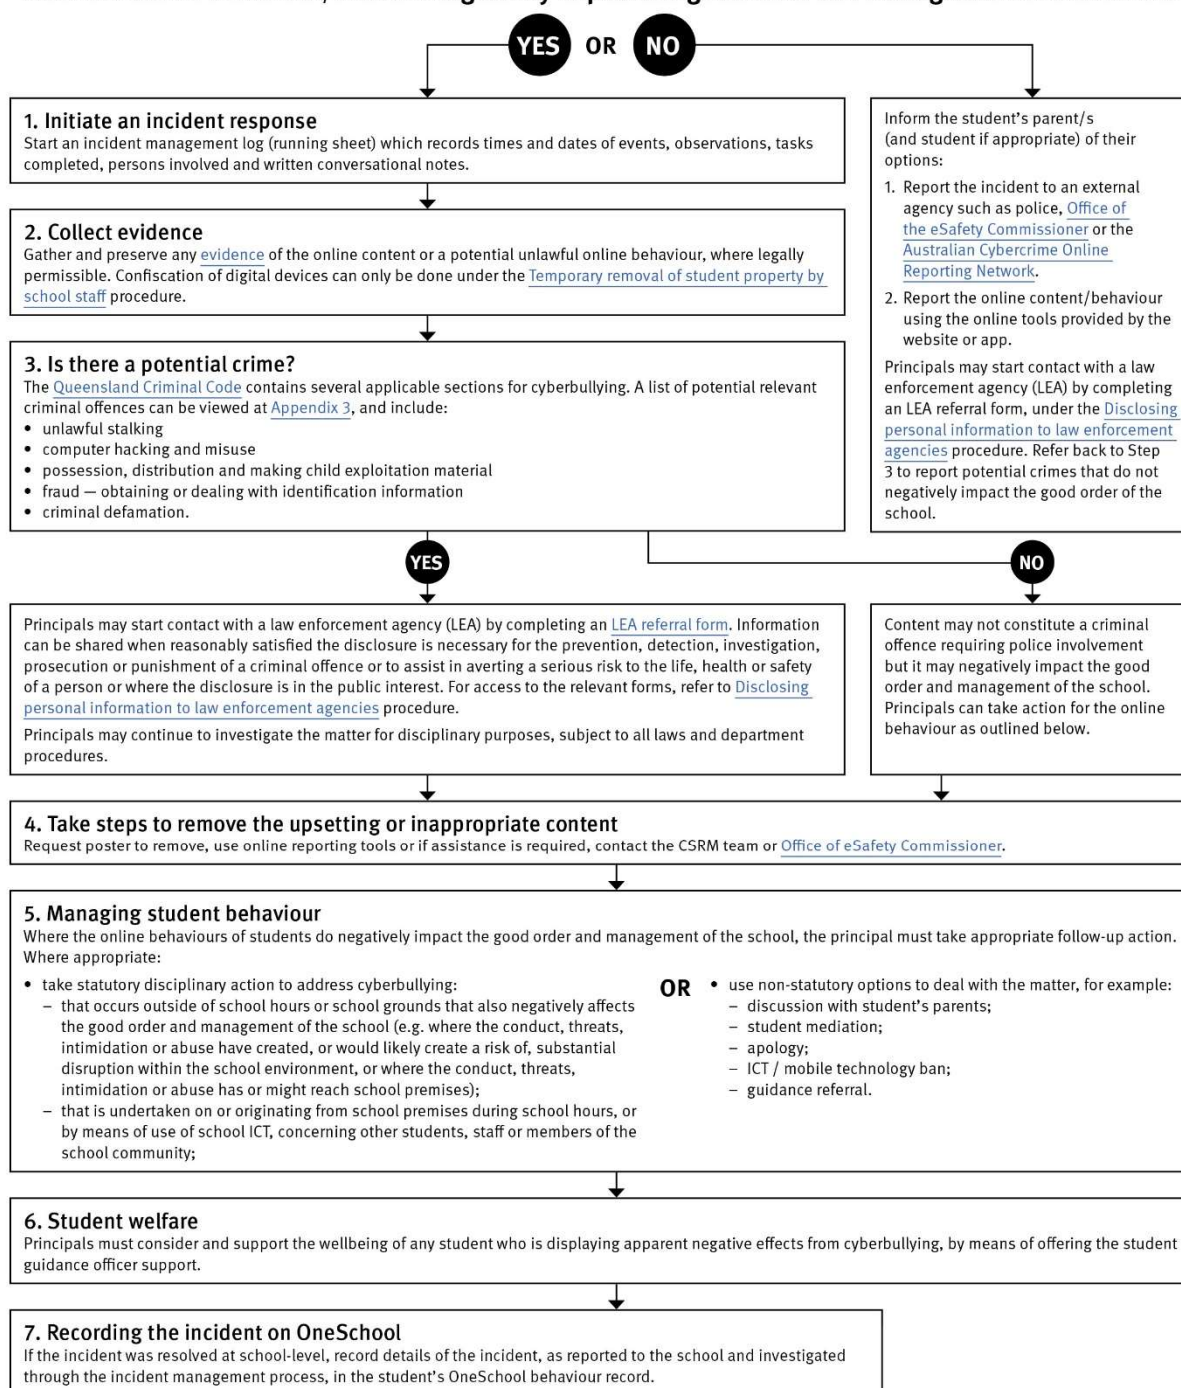 YES OR NO
1. Initiate an incident response
Start an incident management log (running sheet) which records times and dates of events, observations, tasks
completed, persons involved and written conversational notes.
2. Collect evidence
Gather and preserve any evidence of the online content or a potential unlawful online behaviour, where legally
permissible. Confiscation of digital devices can only be done under the Temporary removal of student property by
school staff procedure.
3. Is there a potential crime?
The Queensland Criminal Code contains several applicable sections for cyberbullying. A list of potential relevant
criminal offences can be viewed at Appendix 3, and include:
• unlawful stalking
• computer hacking and misuse
• possession, distribution and making child exploitation material
• fraud — obtaining or dealing with identification information
• criminal defamation.
Inform the student's parent/s
(and student if appropriate) of their
options:
1. Report the incident to an external
agency such as police, Office of
the eSafety Commissioner or the
Australian Cybercrime Online
Reporting Network.
2. Report the online content/behaviour
using the online tools provided by the
website or app.
Principals may start contact with a law
enforcement agency (LEA) by completing
an LEA referral form, under the Disclosing
personal information to law enforcement
agencies procedure. Refer back to Step
3 to report potential crimes that do not
negatively impact the good order of the
school.
YES
NO
Principals may start contact with a law enforcement agency (LEA) by completing an LEA referral form. Information
can be shared when reasonably satisfied the disclosure is necessary for the prevention, detection, investigation,
prosecution or punishment of a criminal offence or to assist in averting a serious risk to the life, health or safety
of a person or where the disclosure is in the public interest. For access to the relevant forms, refer to Disclosing
personal information to law enforcement agencies procedure.
Principals may continue to investigate the matter for disciplinary purposes, subject to all laws and department
procedures.
Content may not constitute a criminal
offence requiring police involvement
but it may negatively impact the good
order and management of the school.
Principals can take action for the online
behaviour as outlined below.
4. Take steps to remove the upsetting or inappropriate content
Request poster to remove, use online reporting tools or if assistance is required, contact the CSRM team or Office of eSafety Commissioner.
5. Managing student behaviour
Where the online behaviours of students do negatively impact the good order and management of the school, the principal must take appropriate follow-up action.
Where appropriate:
• take statutory disciplinary action to address cyberbullying:
– that occurs outside of school hours or school grounds that also negatively affects
the good order and management of the school (e.g. where the conduct, threats,
intimidation or abuse have created, or would likely create a risk of, substantial
disruption within the school environment, or where the conduct, threats,
intimidation or abuse has or might reach school premises);
– that is undertaken on or originating from school premises during school hours, or
by means of use of school ICT, concerning other students, staff or members of the
school community;
OR
• use non-statutory options to deal with the matter, for example:
– discussion with student's parents;
– student mediation;
– apology;
– ICT / mobile technology ban;
– guidance referral.
6. Student welfare
Principals must consider and support the wellbeing of any student who is displaying apparent negative effects from cyberbullying, by means of offering the student
guidance officer support.
7. Recording the incident on OneSchool
If the incident was resolved at school-level, record details of the incident, as reported to the school and investigated
through the incident management process, in the student's OneSchool behaviour record.